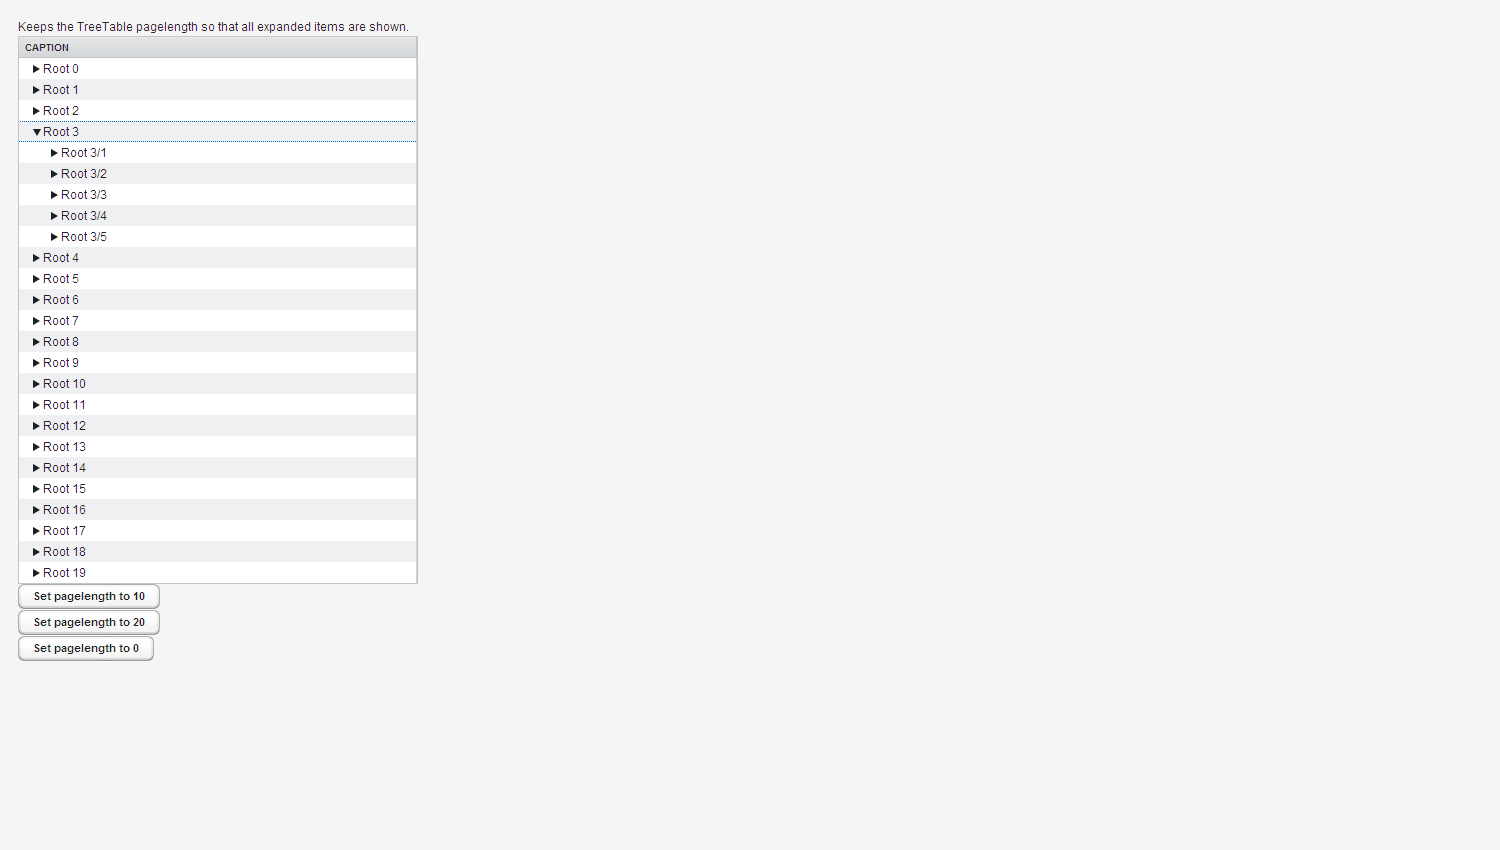 Keeps the TreeTable pagelength so that all expanded items are shown.
CAPTION
Root 0
Root 1
Root 2
Root 3
Root 3/1
Root 3/2
Root 3/3
Root 3/4
Root 3/5
Root 4
Root 5
Root 6
Root 7
Root 8
Root 9
Root 10
Root 11
Root 12
Root 13
Root 14
Root 15
Root 16
Root 17
Root 18
Root 19
Set pagelength to 10
Set pagelength to 20
Set pagelength to 0